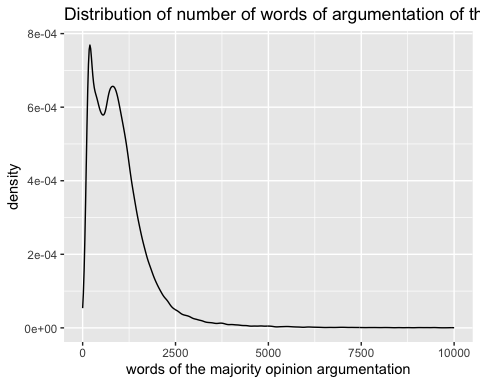 Distribution of number of words of argumentation of
8e-04
6e-04
4e-04
2e-04
0e+00
density
0
2500
5000
7500
10000
words of the majority opinion argumentation